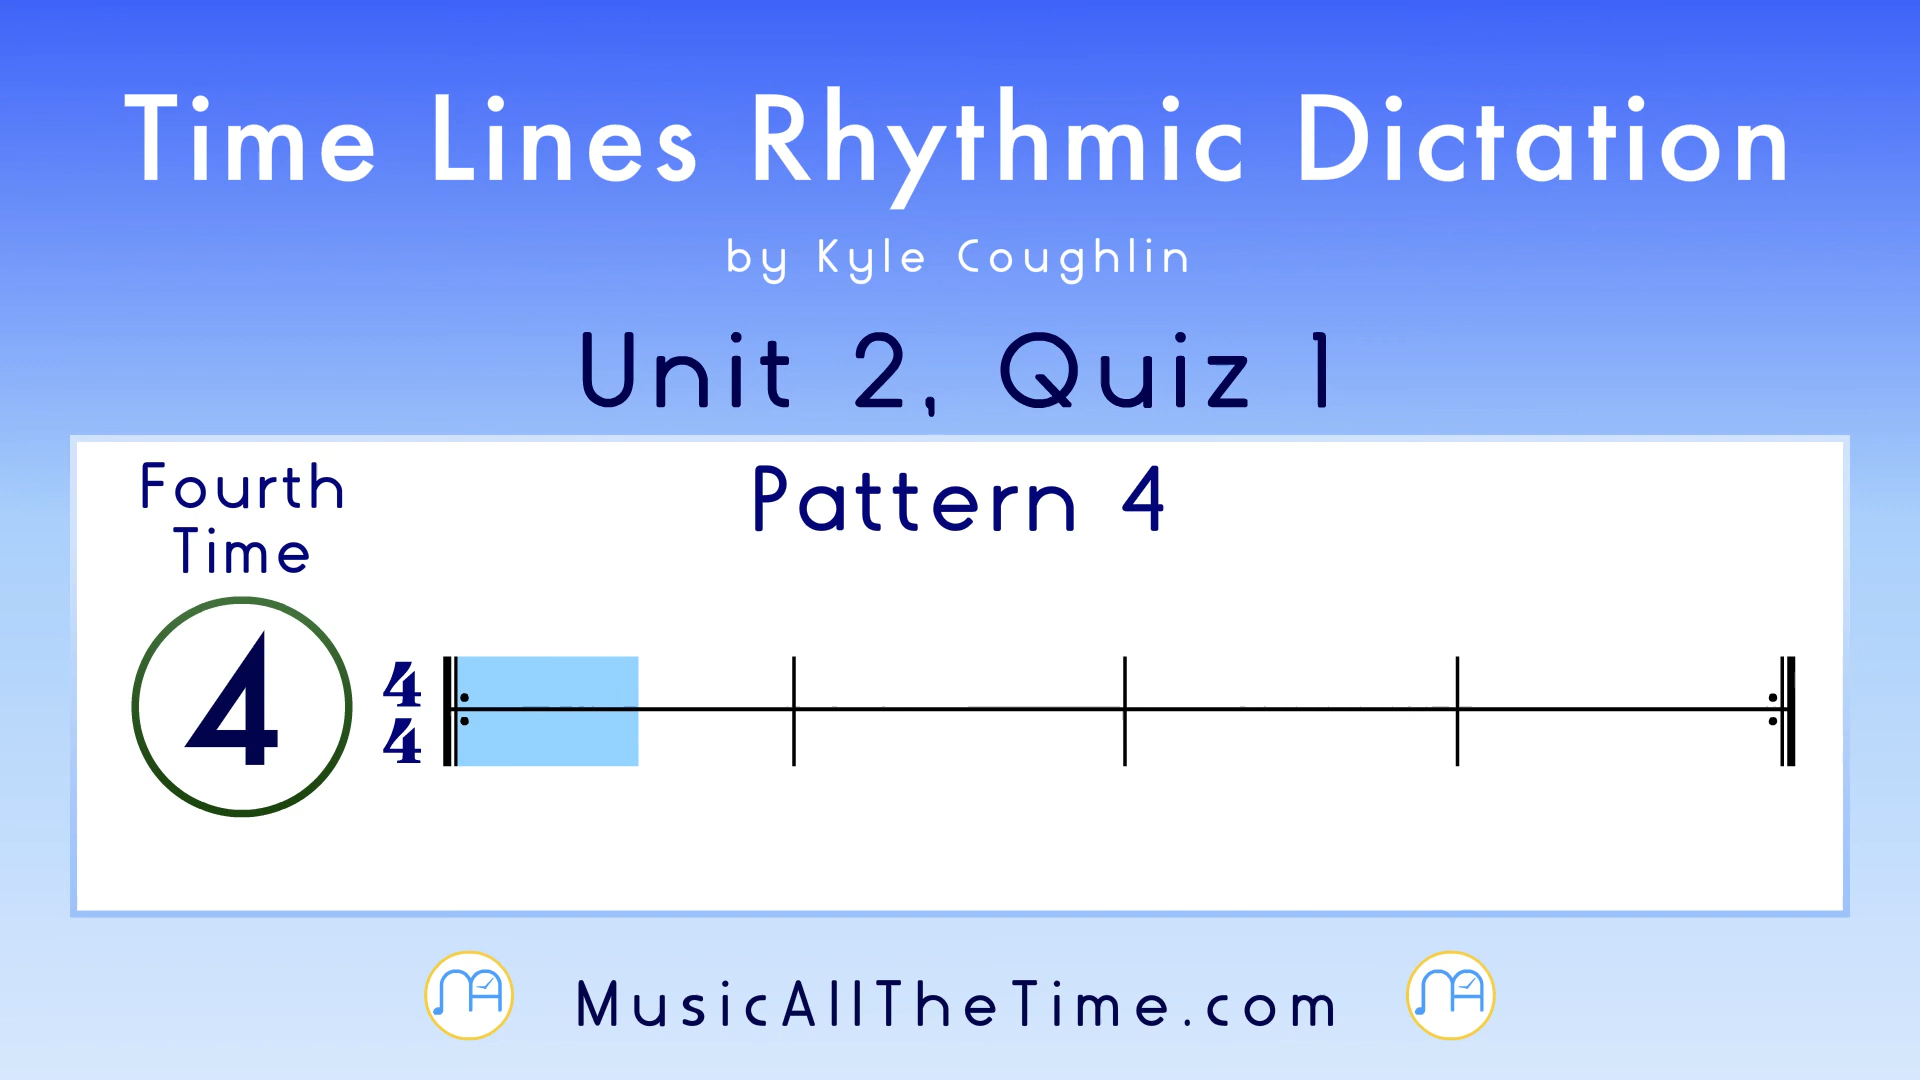 Time Lines Rhythmic Dictation
by Kyle Coughlin
Unit 2, Quiz 1
Fourth
Time
Pattern 4
4
4
4
MusicAllTheTime.com